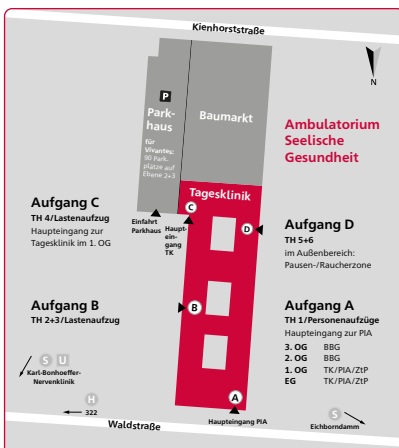 Kienhorststraße
N
P
Park-
haus
für
Vivantes:
90 Park-
plätze auf
Ebene 2+3
Baumarkt
Ambulatorium
Seelische
Gesundheit
Tagesklinik
C
D
Einfahrt
Parkhaus
Haupt-
ein-
gang
TK
Aufgang C
TH 4/Lastenaufzug
Haupteingang zur
Tagesklinik im 1. OG
Aufgang D
TH 5+6
im Außenbereich:
Pausen-/Raucherzone
Aufgang B
TH 2+3/Lastenaufzug
B
Aufgang A
TH 1/Personenaufzüge
Haupteingang zur PIA
3. OG BBG
2. OG BBG
1. OG TK/PIA/ZtP
EG TK/PIA/ZtP
S U
Karl-Bonhoeffer-
Nervenklinik
H
322
A
Haupteingang PIA
S
Eichborndamm
Waldstraße